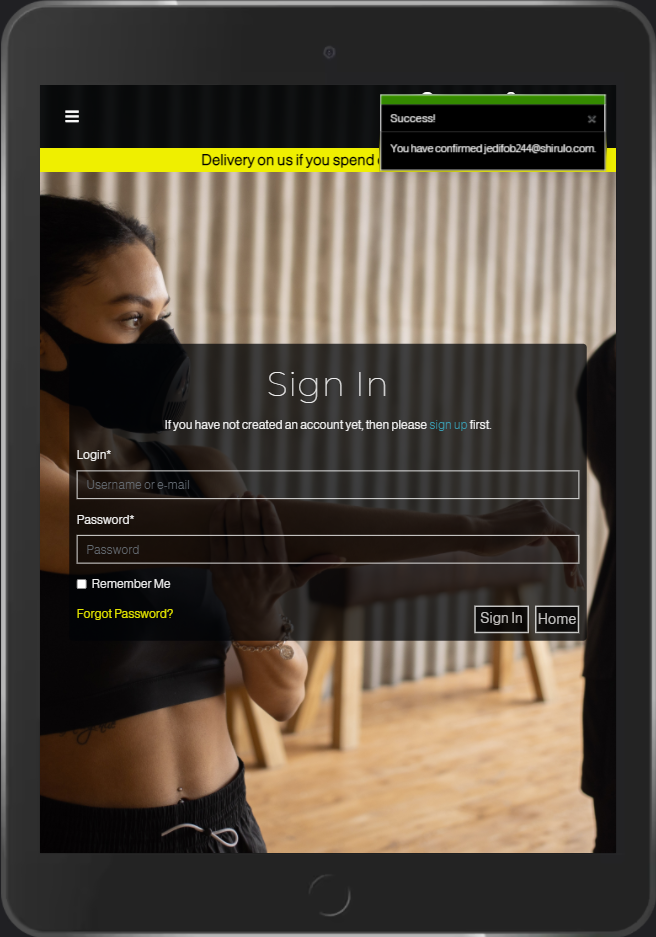 Success!
You have confirmed jedifob244@shirulo.com.
Delivery on us if you spend
Sign In
If you have not created an account yet, then please sign up first.
Login*
Username or e-mail
Password*
Password
Remember Me
Forgot Password?
Sign In
Home